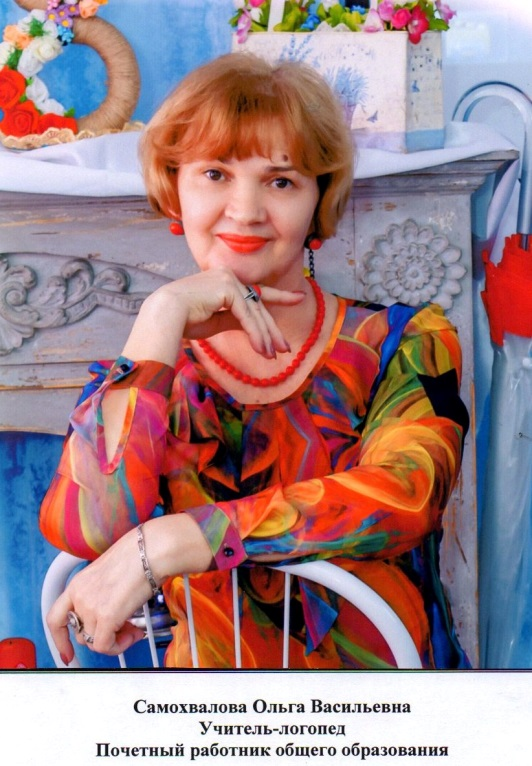 Самохвалова Ольга Васильевна
Учитель-логопед
Почетный работник общего образования